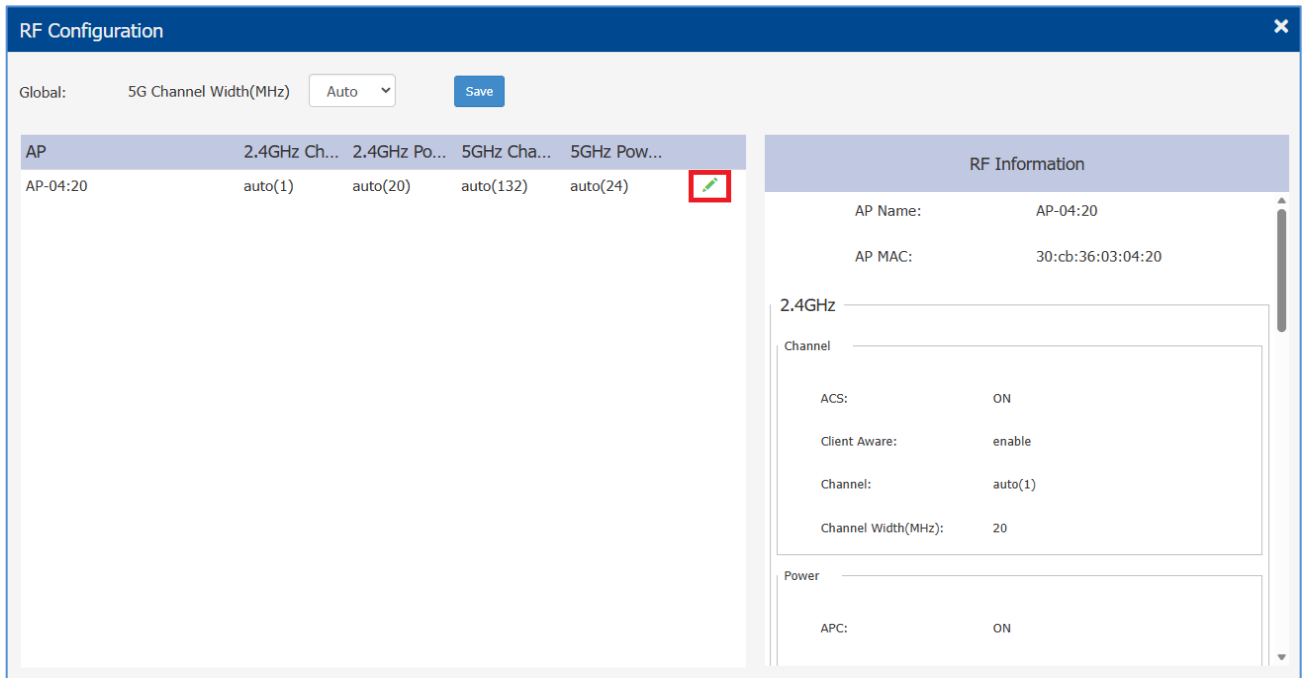 RF Configuration
Global: 5G Channel Width(MHz) Auto Save
AP 2.4GHz Ch... 2.4GHz Po... 5GHz Cha... 5GHz Pow...
AP-04:20 auto(1) auto(20) auto(132) auto(24)
RF Information
AP Name: AP-04:20
AP MAC: 30:cb:36:03:04:20
2.4GHz
Channel
ACS: ON
Client Aware: enable
Channel: auto(1)
Channel Width(MHz): 20
Power
APC: ON